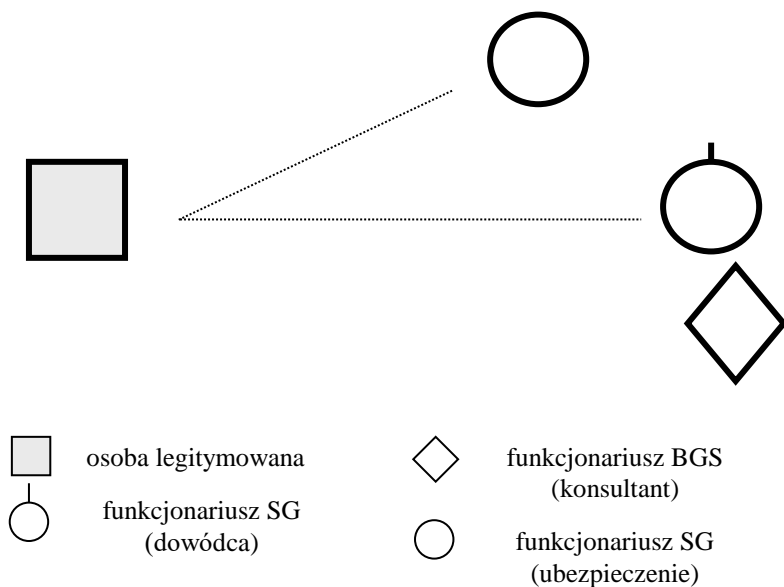 osoba legitymowana
funkcjonariusz SG
(dowódca)
funkcjonariusz BGS
(konsultant)
funkcjonariusz SG
(ubezpieczenie)